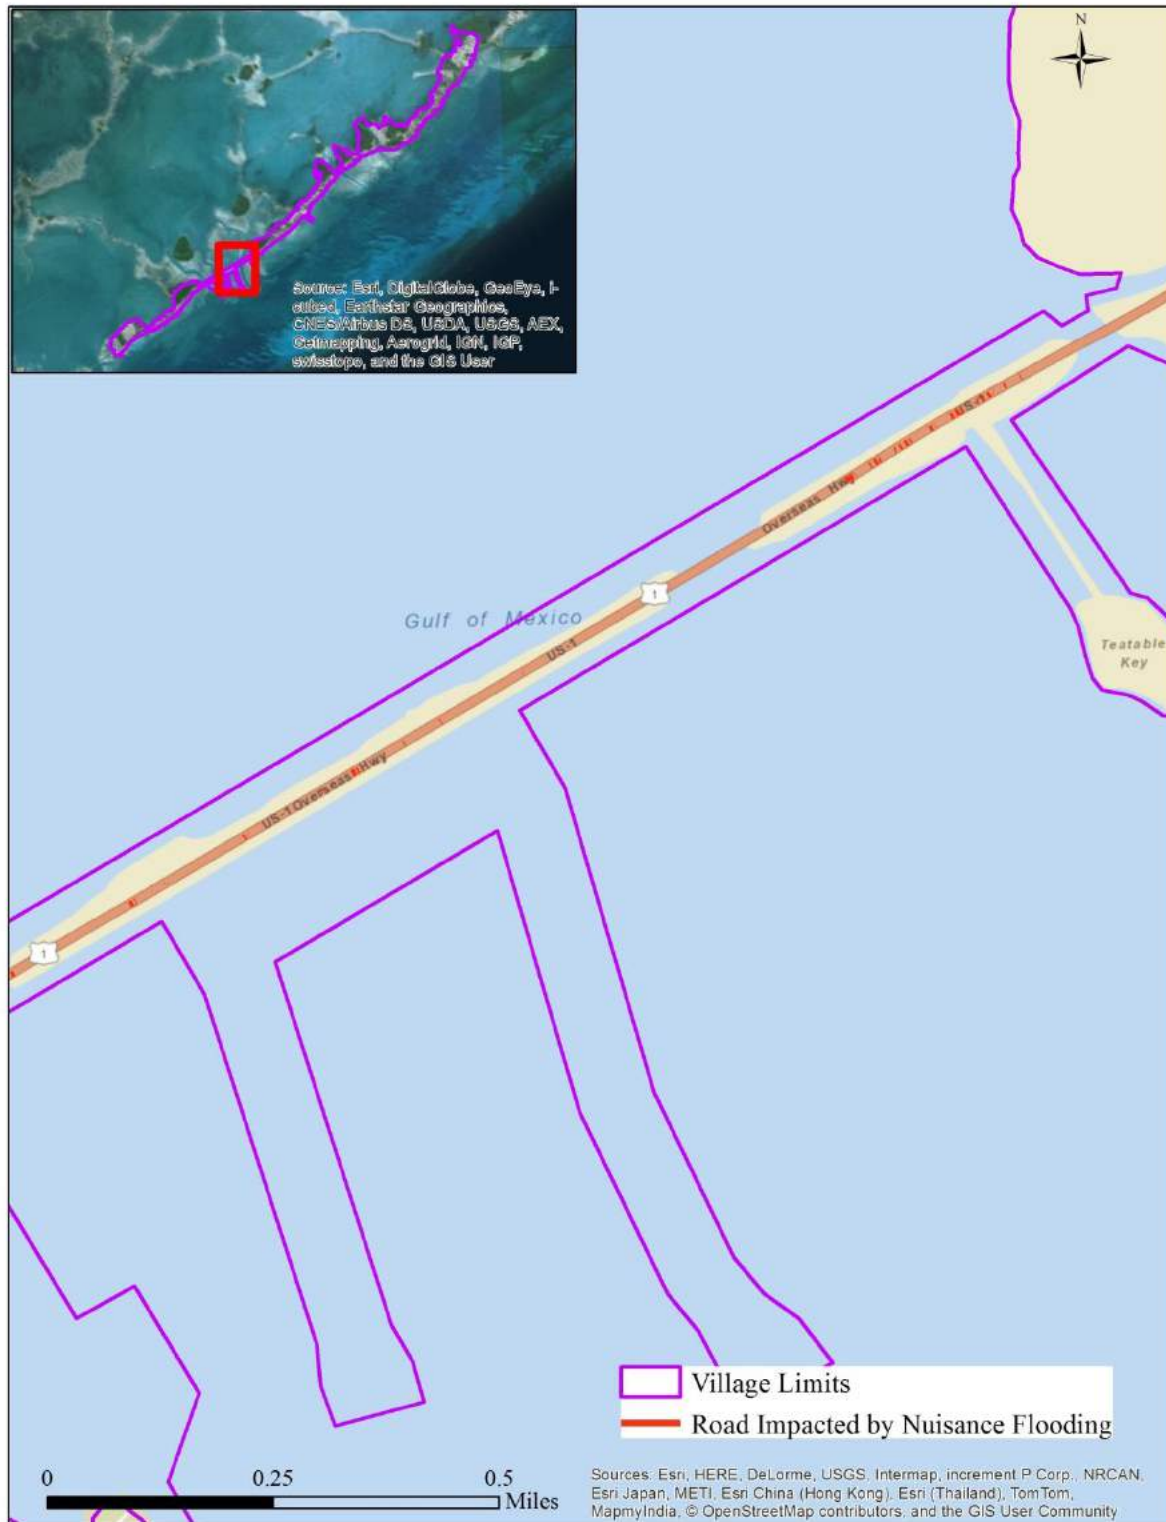 N
Source: Esri, DigitalGlobe, GeoEye, i-
cubed, Earthstar Geographics,
CNES/Airbus DS, USDA, USGS, AEX,
Getmapping, Aerogrid, IGN, IGP,
swisstopo, and the GIS User
US-1
Overseas Hwy
1
Gulf of Mexico
US-1
Teatable
Key
US-1 Overseas Hwy
1
Village Limits
Road Impacted by Nuisance Flooding
0 0.25 0.5
Miles
Sources: Esri, HERE, DeLorme, USGS, Intermap, increment P Corp., NRCAN,
Esri Japan, METI, Esri China (Hong Kong), Esri (Thailand), TomTom,
MapmyIndia, © OpenStreetMap contributors, and the GIS User Community